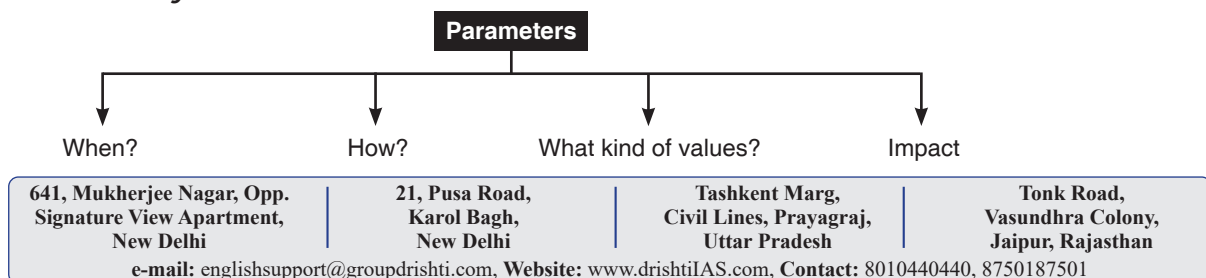 Parameters
When? How? What kind of values? Impact
641, Mukherjee Nagar, Opp.
Signature View Apartment,
New Delhi
21, Pusa Road,
Karol Bagh,
New Delhi
Tashkent Marg,
Civil Lines, Prayagraj,
Uttar Pradesh
Tonk Road,
Vasundhra Colony,
Jaipur, Rajasthan
e-mail: englishsupport@groupdrishti.com, Website: www.drishtiIAS.com, Contact: 8010440440, 8750187501